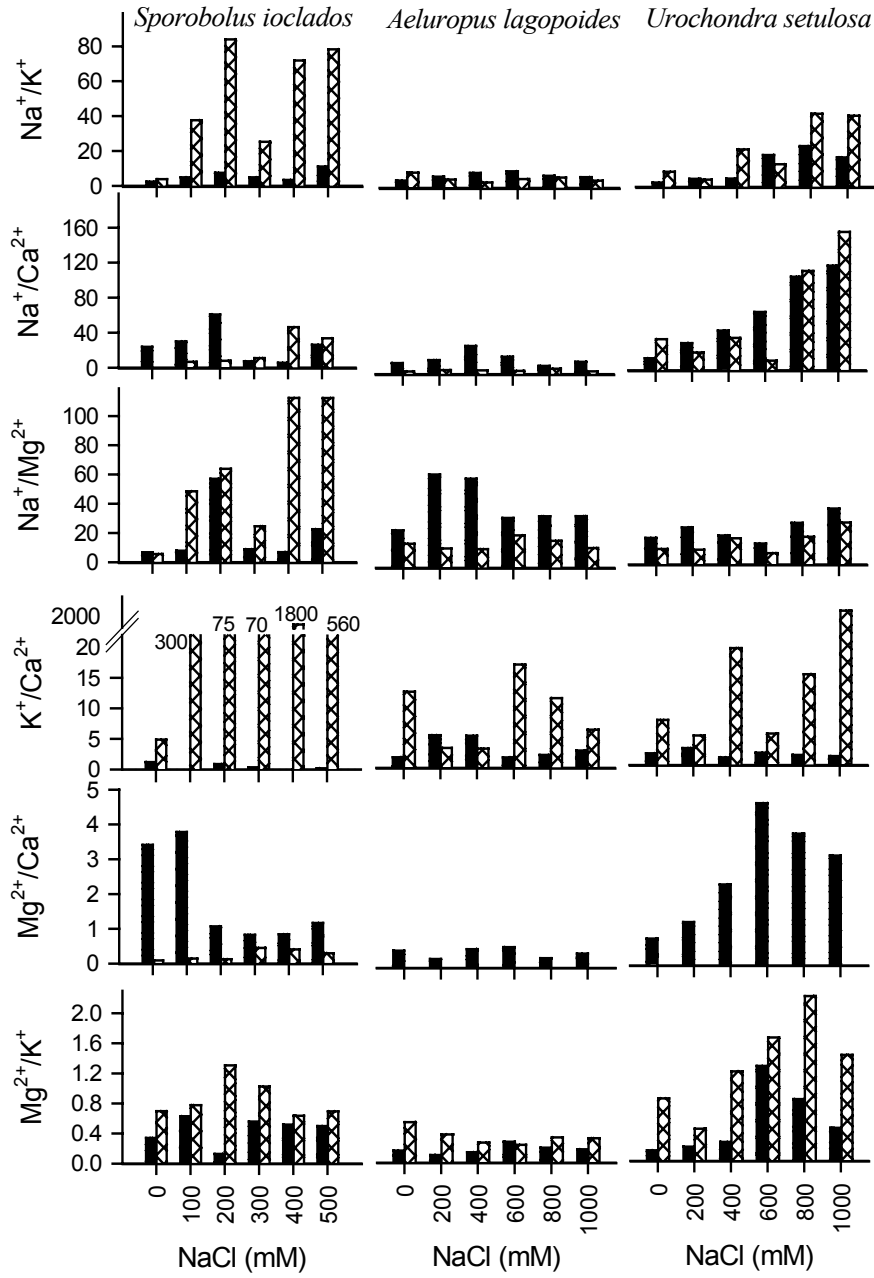 Sporobolus ioclados Aeluropus lagopoides Urochondra setulosa
Na⁺/K⁺
80
60
40
20
0
Na⁺/Ca²⁺
160
120
80
40
0
Na⁺/Mg²⁺
100
80
60
40
20
0
K⁺/Ca²⁺
2000
20
15
10
5
0
300 75 70 1800 560
Mg²⁺/Ca²⁺
5
4
3
2
1
0
Mg²⁺/K⁺
2.0
1.6
1.2
0.8
0.4
0.0
0 100 200 300 400 500
0 200 400 600 800 1000
0 200 400 600 800 1000
NaCl (mM) NaCl (mM) NaCl (mM)